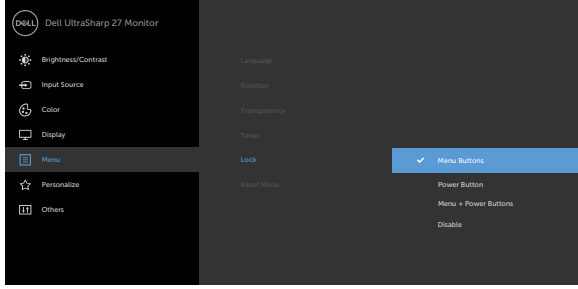 DELL Dell UltraSharp 27 Monitor
Brightness/Contrast
Input Source
Color
Display
Menu
Personalize
Others
Language
Rotation
Transparency
Timer
Lock
Reset Menu
Menu Buttons
Power Button
Menu + Power Buttons
Disable